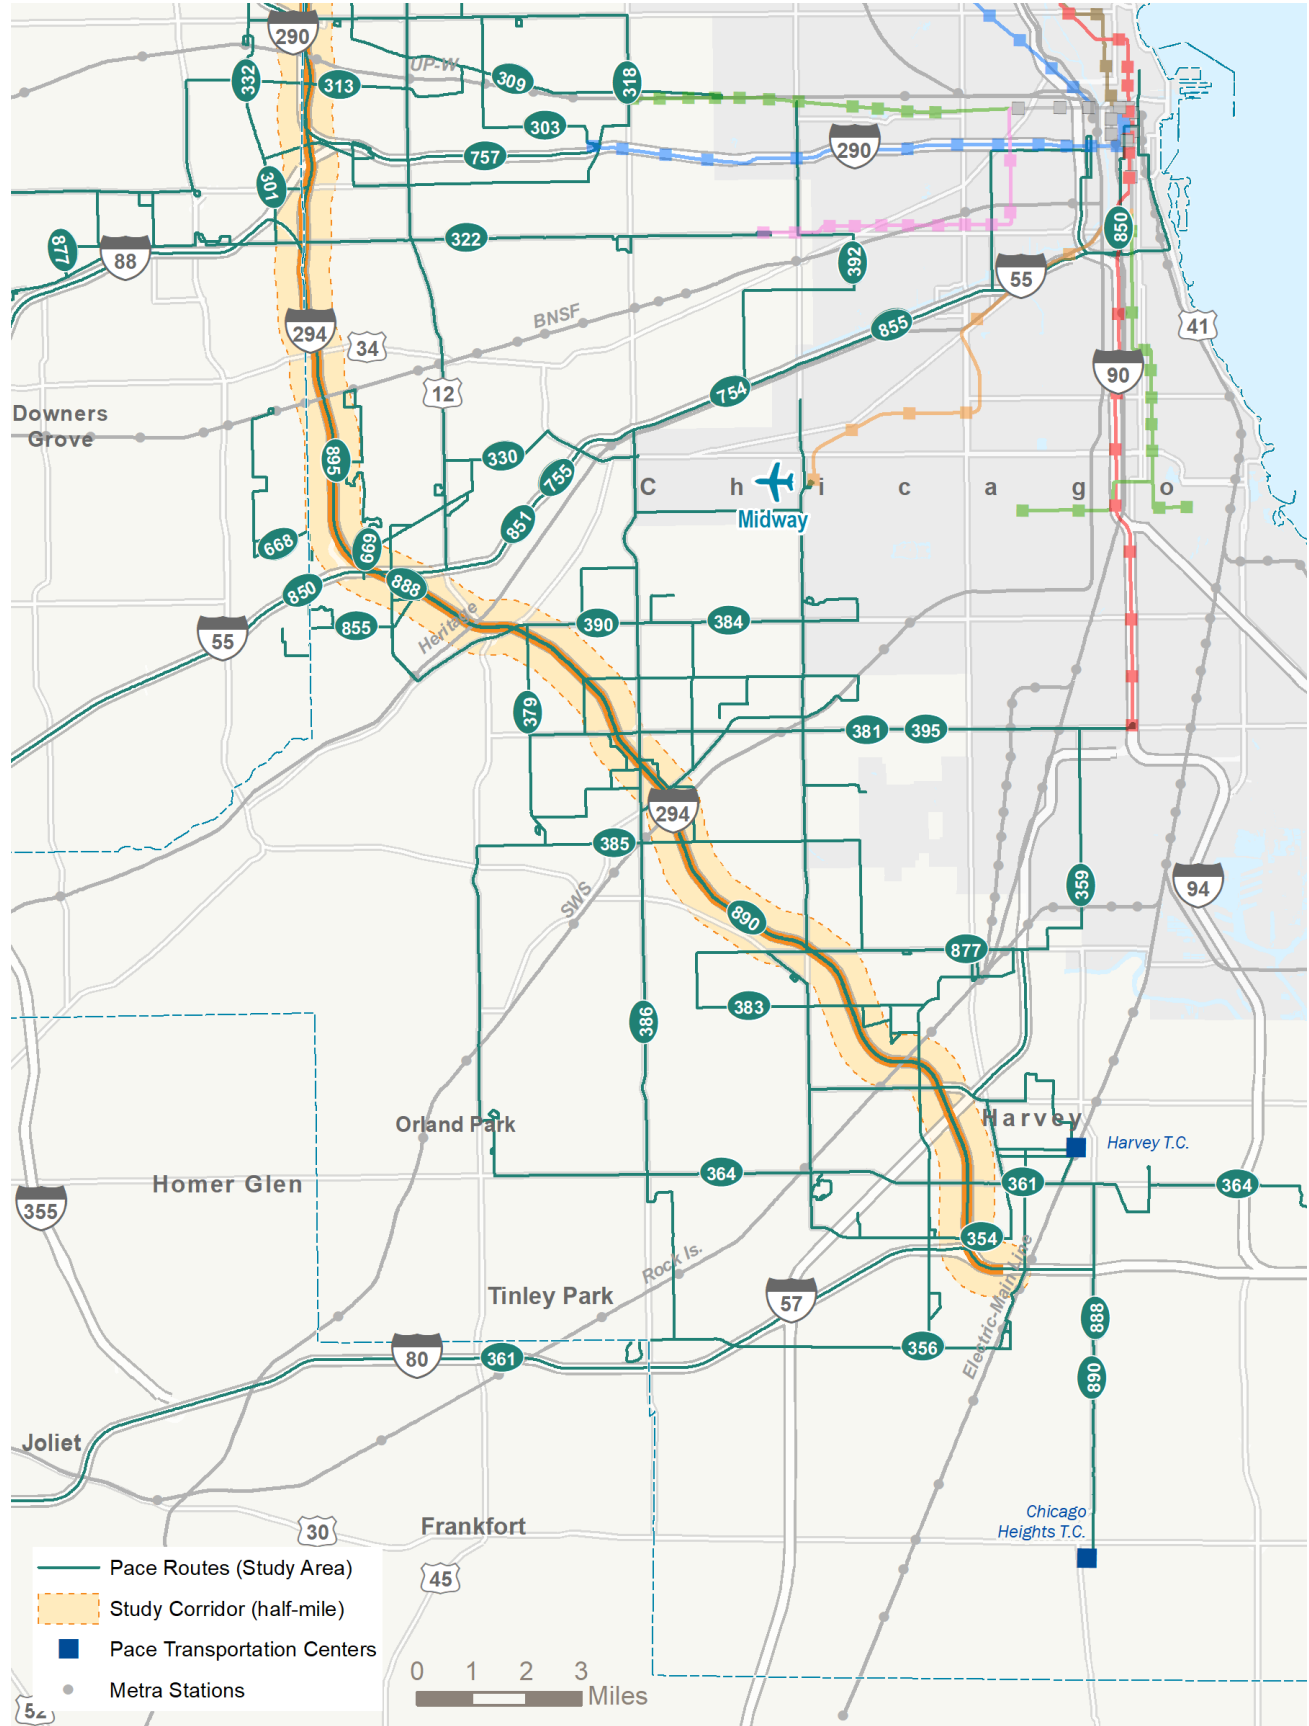 290
332
313
UP-W
309
318
303
757
290
301
877
88
322
392
850
55
294
34
BNSF
855
41
12
754
90
Downers
Grove
895
330
755
Chicago
Midway
851
668
669
850
888
55
855
Heritage
390
384
379
381
395
294
385
359
94
SWS
890
877
383
386
Orland Park
Harvey
Harvey T.C.
Homer Glen
364
361
364
355
354
Rock Is.
Electric-Main Line
Tinley Park
57
888
356
80
361
890
Joliet
Chicago
Heights T.C.
30
Frankfort
45
Pace Routes (Study Area)
Study Corridor (half-mile)
Pace Transportation Centers
Metra Stations
52
0 1 2 3
Miles